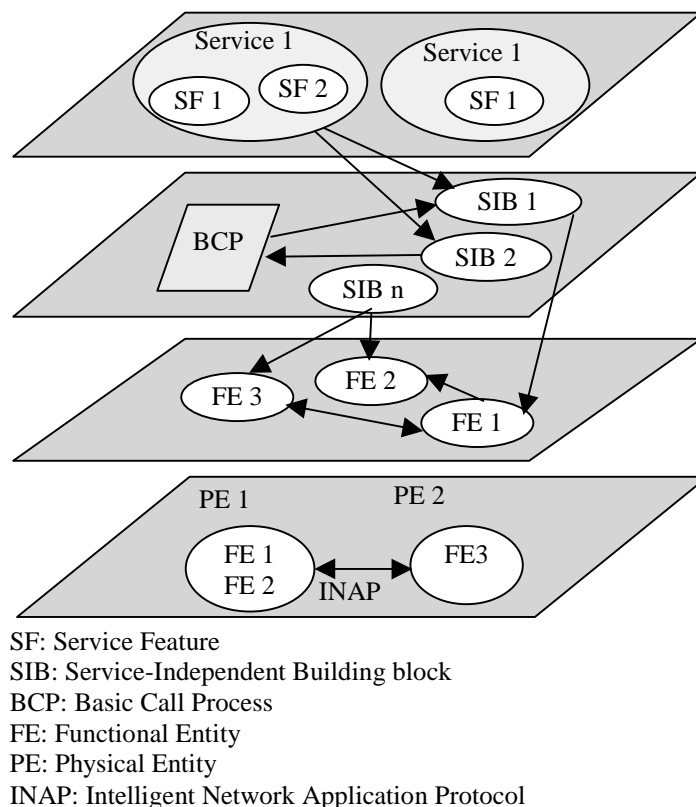 Service 1
Service 1
SF 1
SF 2
SF 1
SIB 1
BCP
SIB 2
SIB n
FE 3
FE 2
FE 1
PE 1
PE 2
FE 1
FE 2
FE3
INAP
SF: Service Feature
SIB: Service-Independent Building block
BCP: Basic Call Process
FE: Functional Entity
PE: Physical Entity
INAP: Intelligent Network Application Protocol